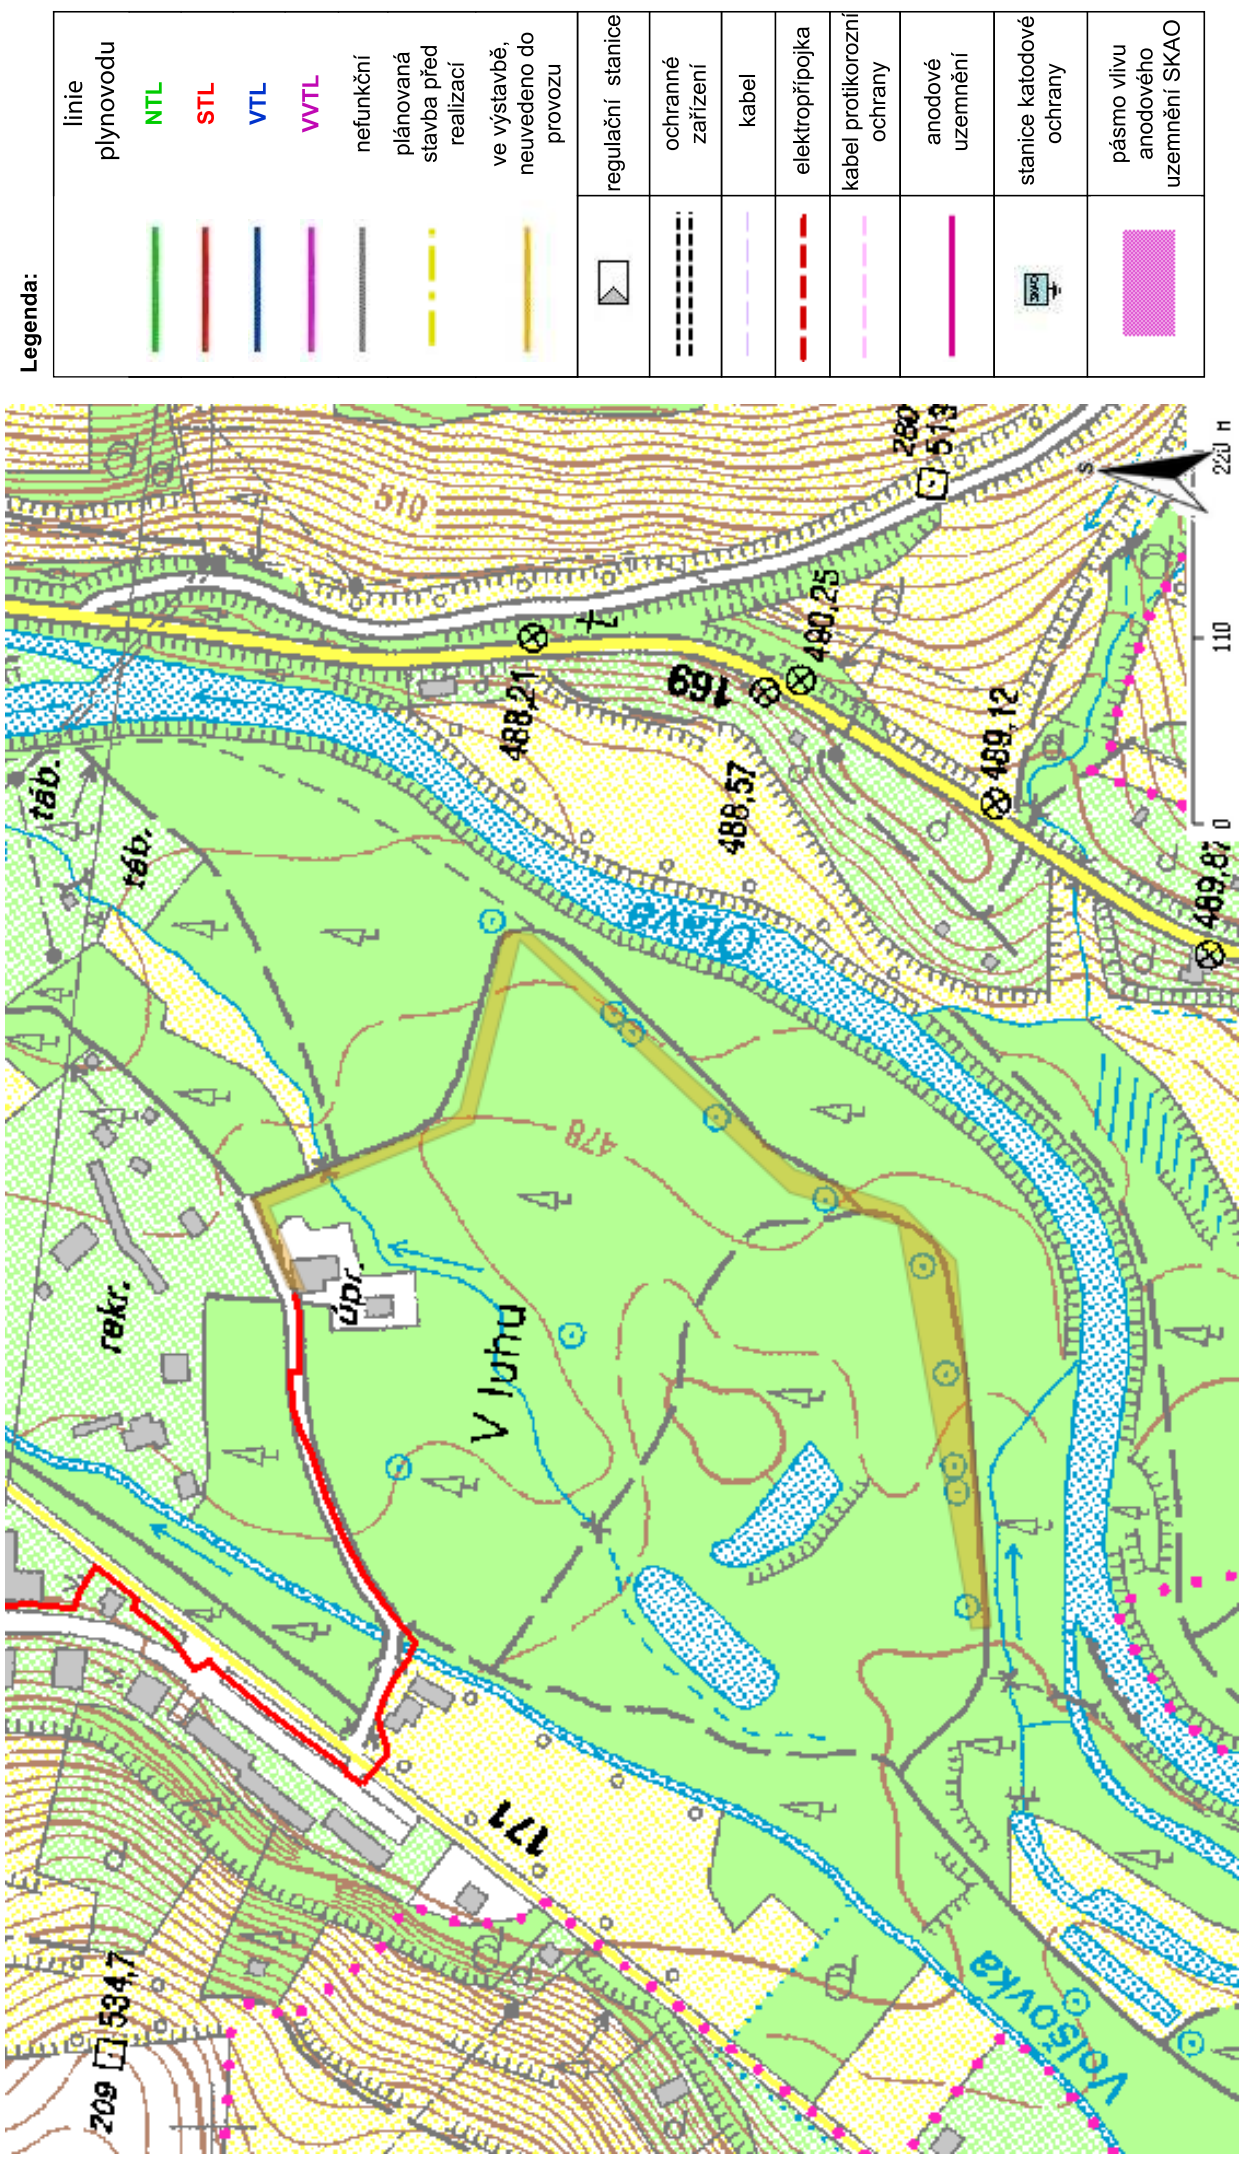 Legenda:
linie
plynovodu
NTL
STL
VTL
VVTL
nefunkční
plánovaná
stavba před
realizací
ve výstavbě,
neuvedeno do
provozu
regulační stanice
ochranné
zařízení
kabel
elektropřípojka
kabel protikorozní
ochrany
anodové
uzemnění
stanice katodové
ochrany
SKAO
pásmo vlivu
anodového
uzemnění SKAO
510
280
513
S
0
110
220 M
488,21
169
490,25
488,57
489,12
489,87
táb.
táb.
Otava
478
rekr.
úpr.
V luhu
171
Volšovka
209
534,7